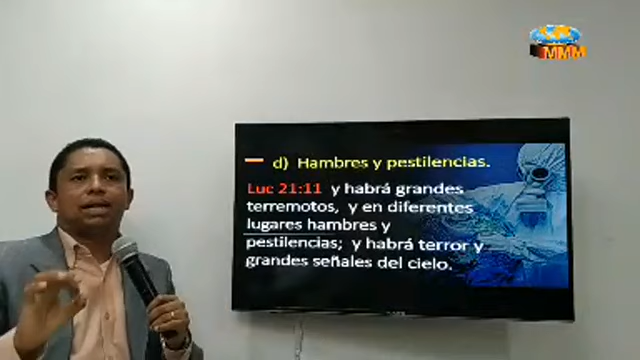 MMM
d) Hambres y pestilencias.
Luc 21:11 y habrá grandes
terremotos, y en diferentes
lugares hambres y
pestilencias; y habrá terror y
grandes señales del cielo.